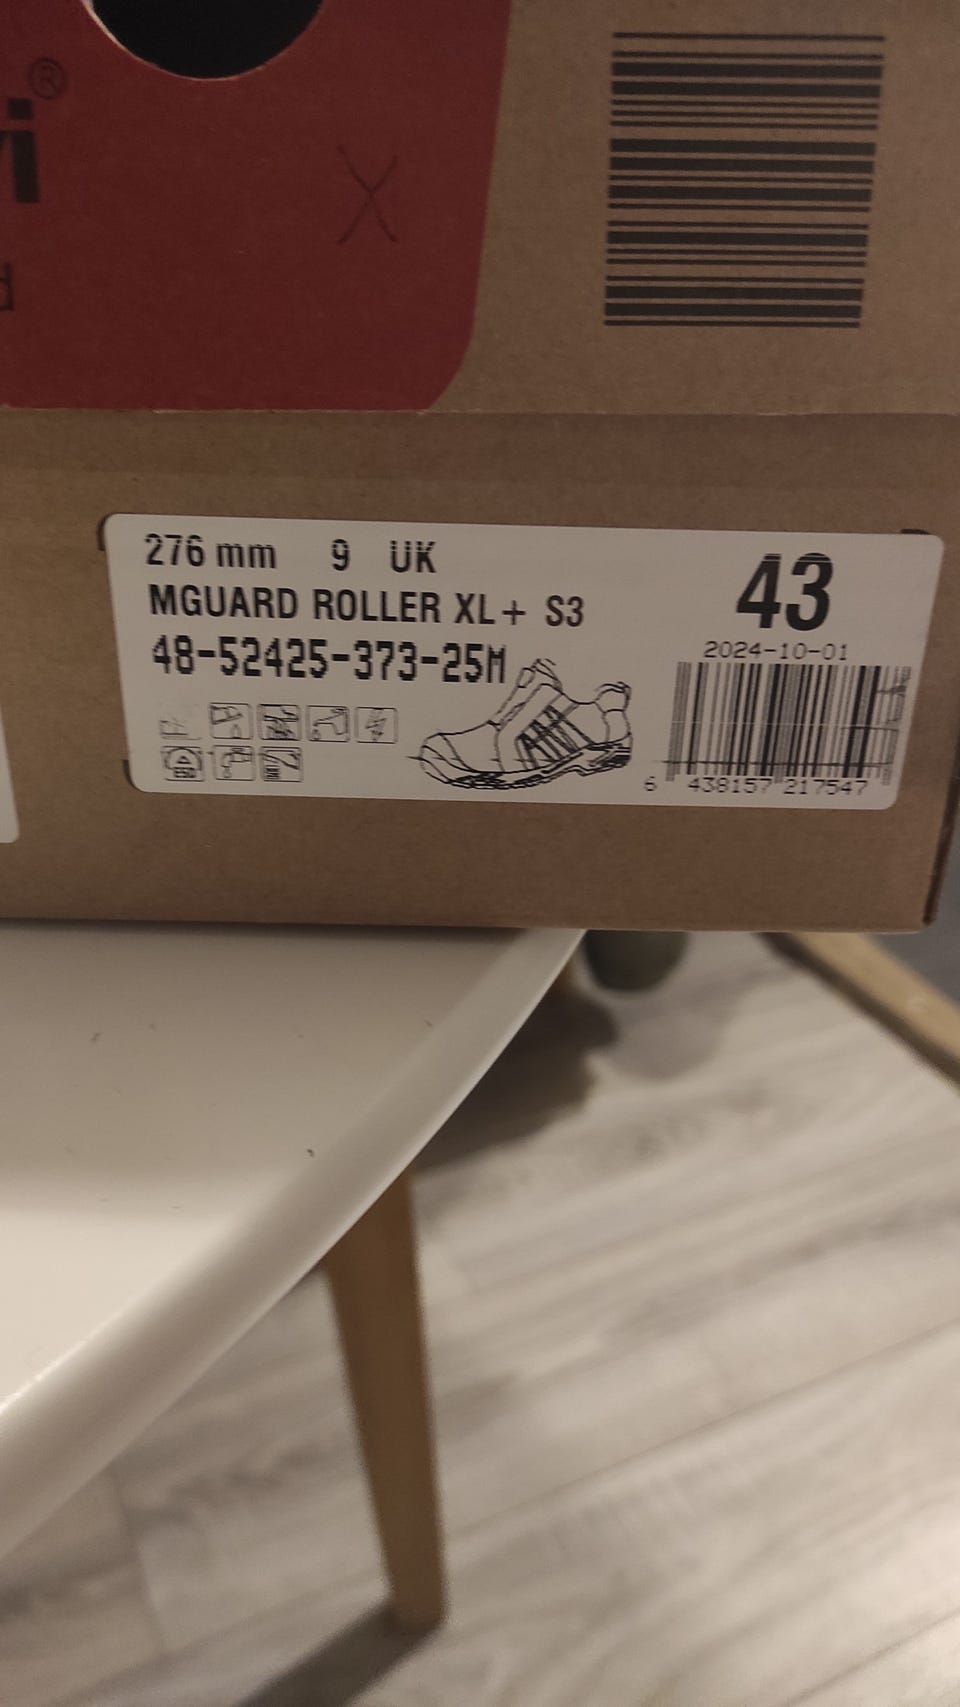 ®
X
276 mm 9 UK
MGUARD ROLLER XL+ S3
48-52425-373-25M
43
2024-10-01
ESD
6 438157 217547